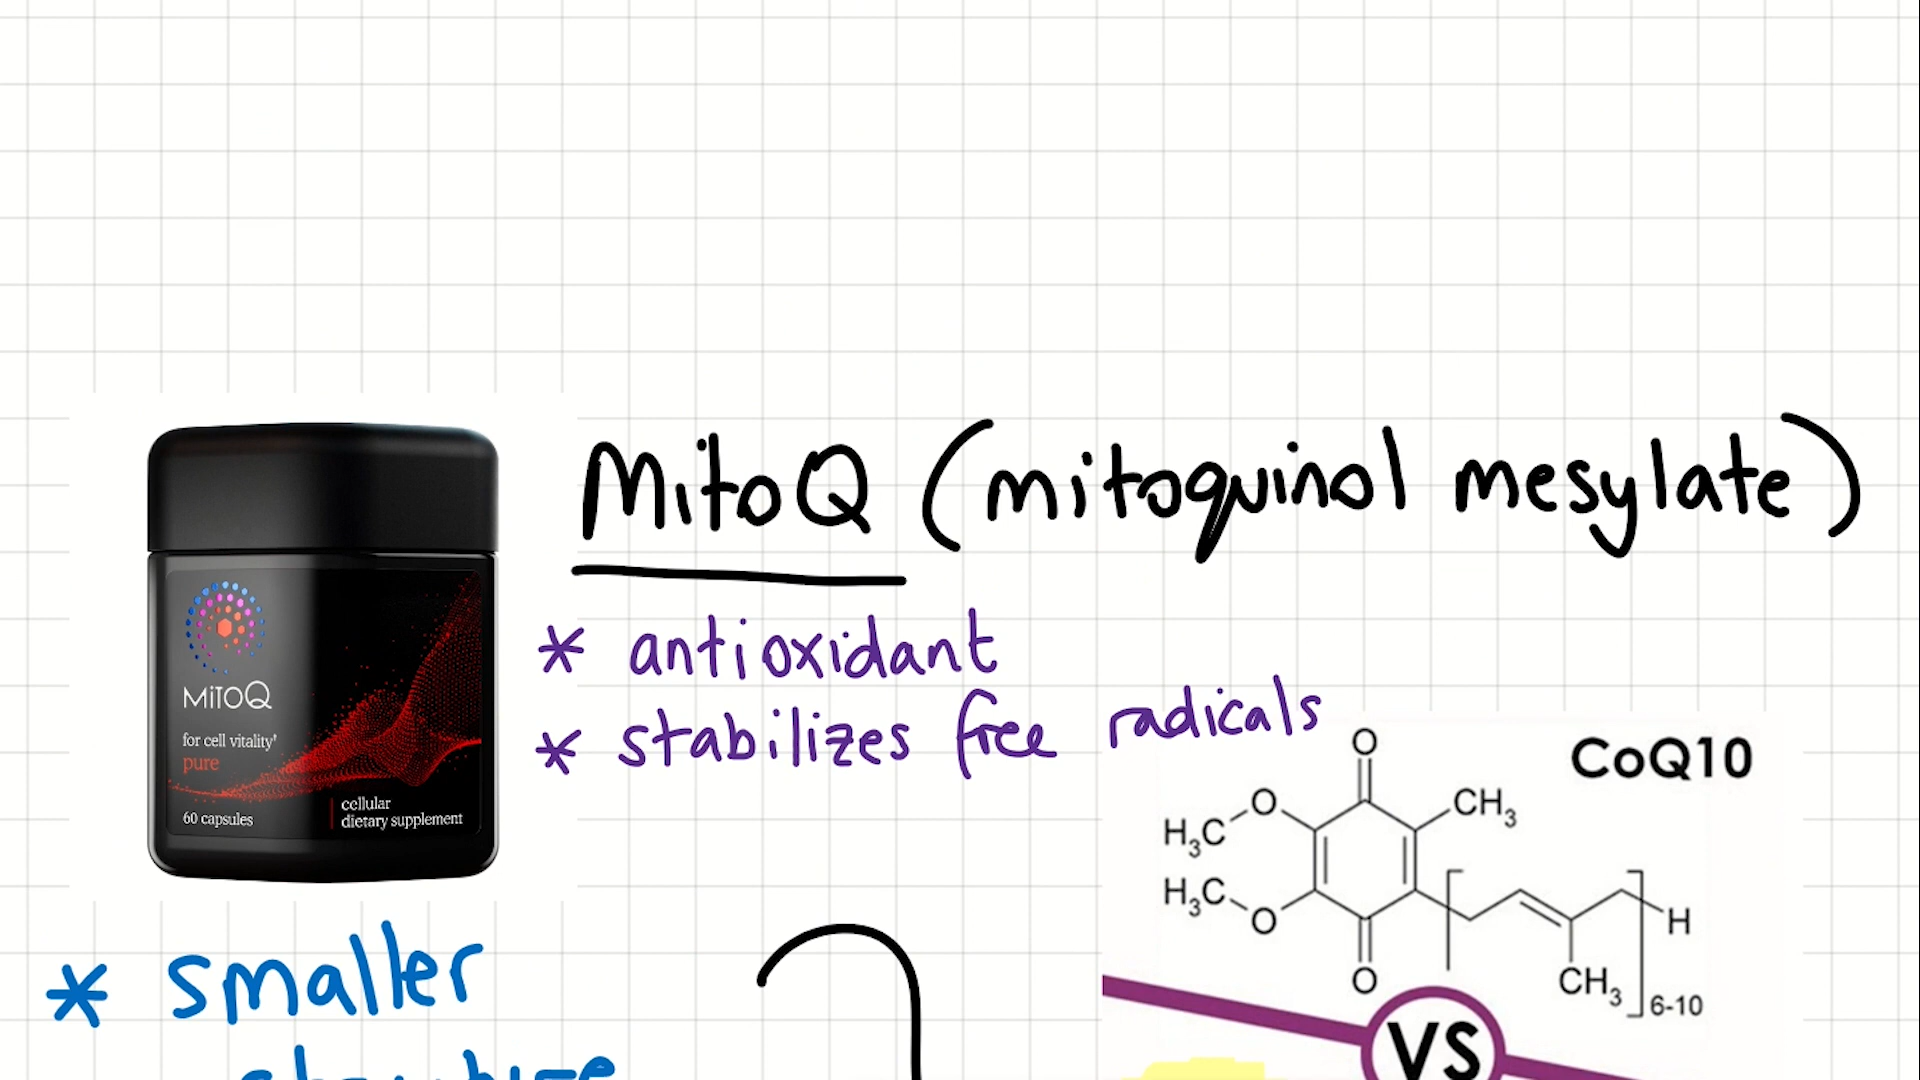 MitoQ (mitoquinol mesylate)
* antioxidant
* stabilizes free radicals
MitoQ
for cell vitality†
pure
60 capsules
cellular
dietary supplement
CoQ10
O
O
CH3
H3C
H3C
O
H
O
CH3
6-10
VS
* smaller